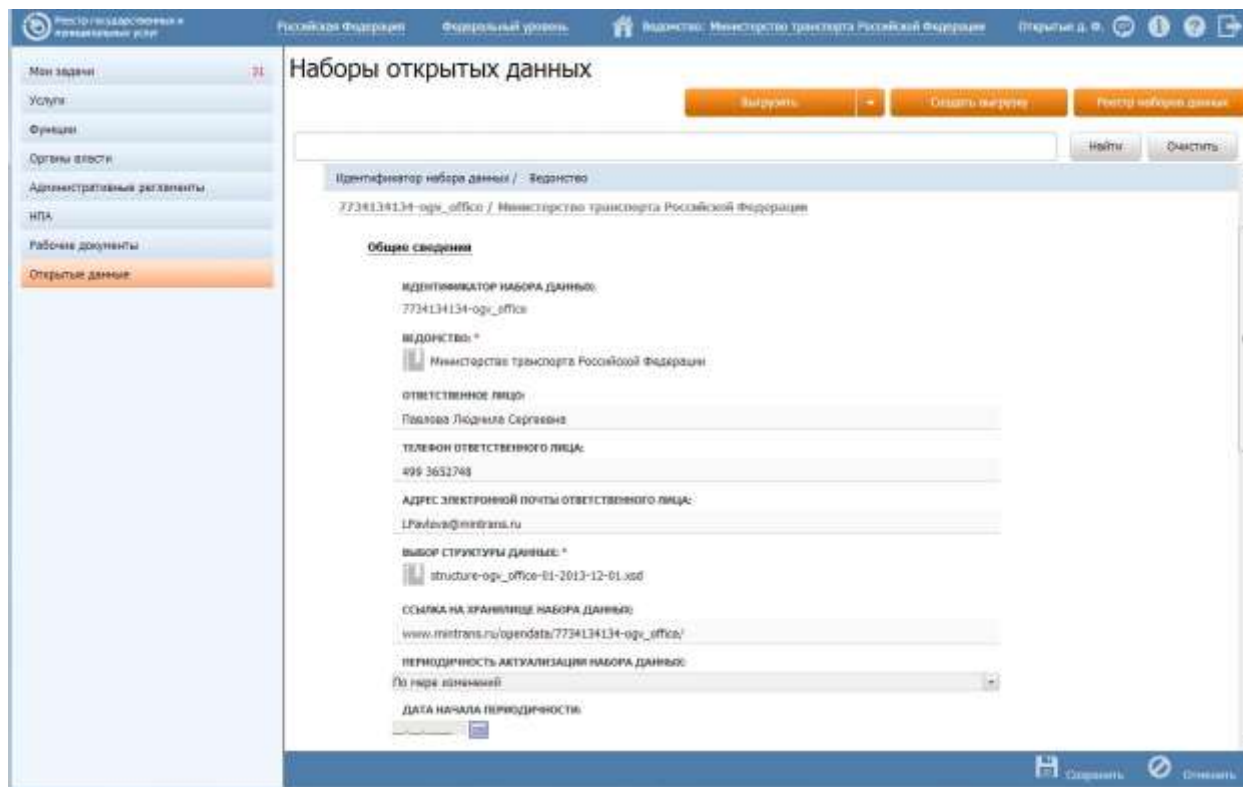 Реестр государственных и
муниципальных услуг
Российская Федерация
Федеральный уровень
Ведомство: Министерство транспорта Российской Федерации
Открытые д. Ф.
Мои задачи
Услуги
Функции
Органы власти
Административные регламенты
НПА
Рабочие документы
Открытые данные
Наборы открытых данных
Выгрузить
Создать выгрузку
Реестр наборов данных
Найти
Очистить
Идентификатор набора данных / Ведомство
7734134134-ogv_office / Министерство транспорта Российской Федерации
Общие сведения
ИДЕНТИФИКАТОР НАБОРА ДАННЫХ:
7734134134-ogv_office
ВЕДОМСТВО: *
Министерство транспорта Российской Федерации
ОТВЕТСТВЕННОЕ ЛИЦО:
Павлова Людмила Сергеевна
ТЕЛЕФОН ОТВЕТСТВЕННОГО ЛИЦА:
499 3652748
АДРЕС ЭЛЕКТРОННОЙ ПОЧТЫ ОТВЕТСТВЕННОГО ЛИЦА:
LPavlova@mintrans.ru
ВЫБОР СТРУКТУРЫ ДАННЫХ: *
structure-ogv_office-01-2013-12-01.xsd
ССЫЛКА НА ХРАНИЛИЩЕ НАБОРА ДАННЫХ:
www.mintrans.ru/opendata/7734134134-ogv_office/
ПЕРИОДИЧНОСТЬ АКТУАЛИЗАЦИИ НАБОРА ДАННЫХ:
По мере изменений
ДАТА НАЧАЛА ПЕРИОДИЧНОСТИ:
Сохранить
Отменить